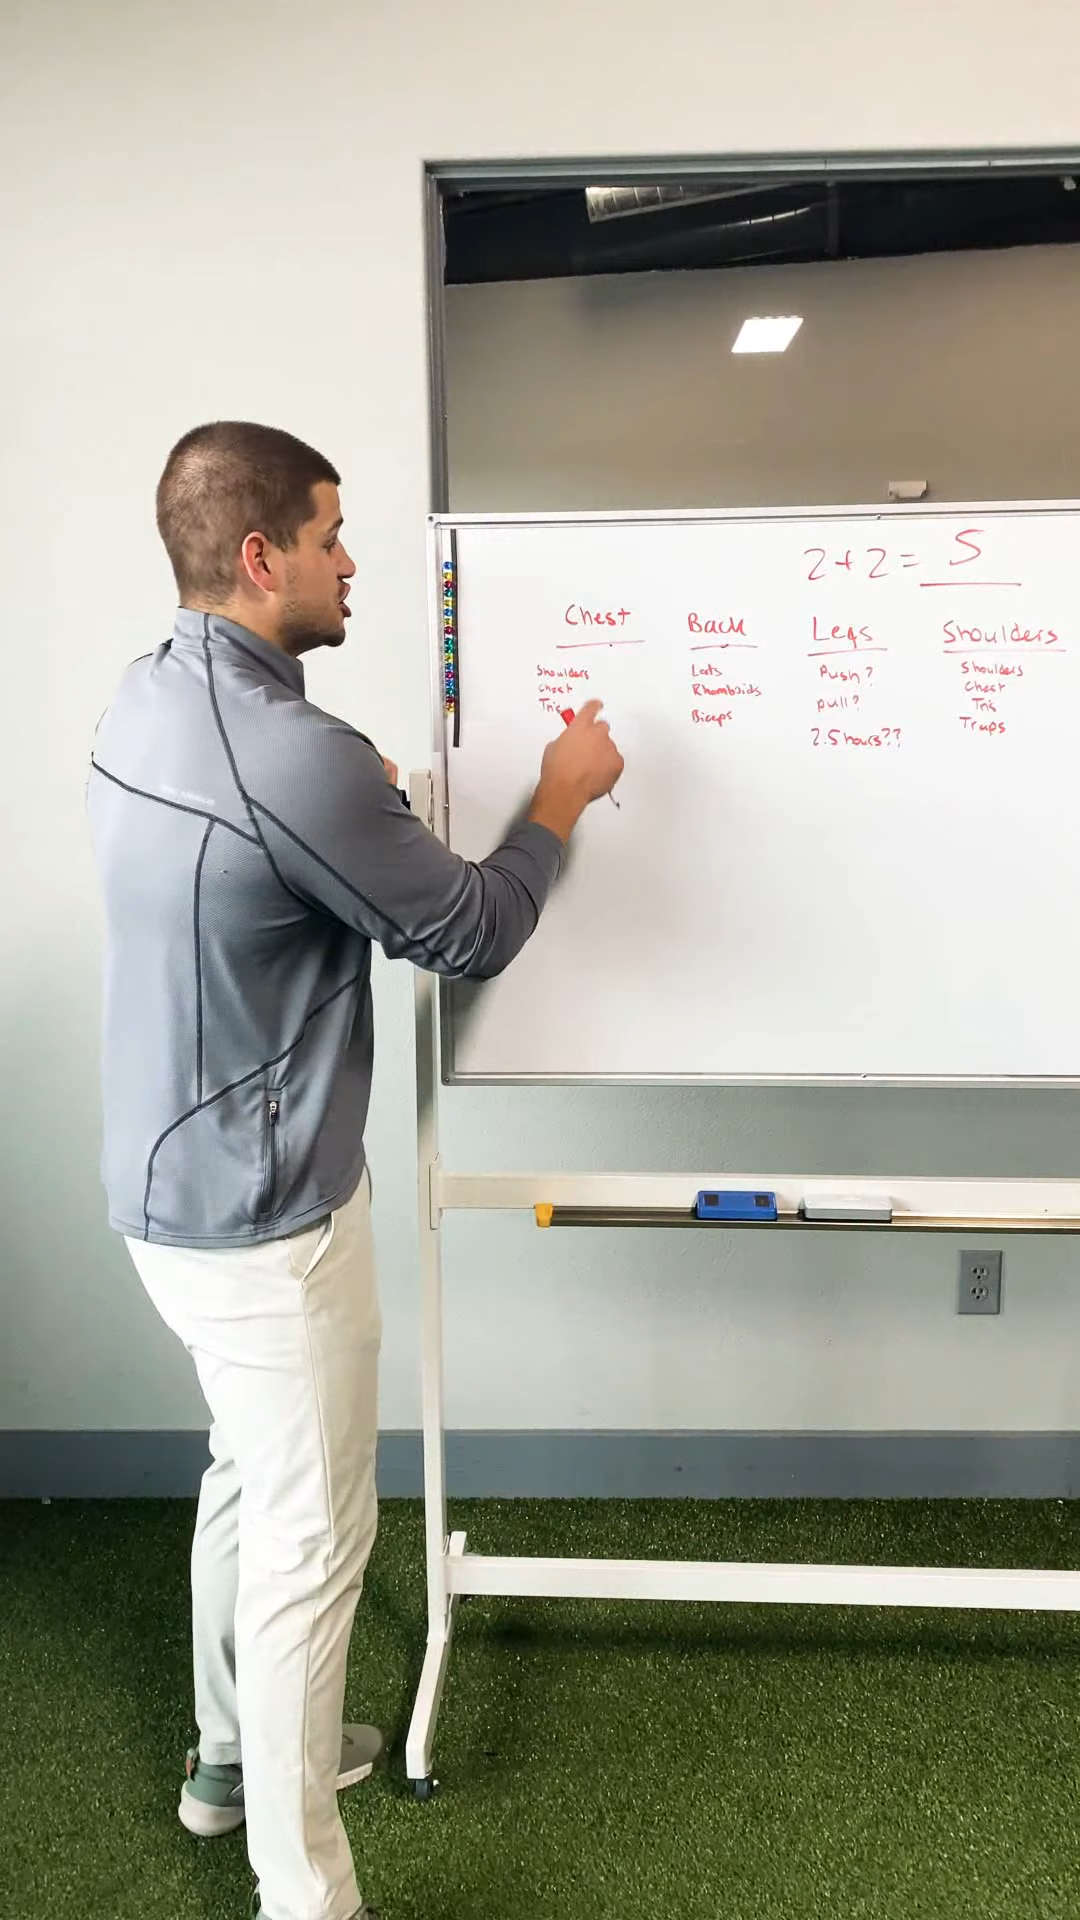 2 + 2 = 5
Chest
Shoulders
Chest
Tris
Back
Lats
Rhomboids
Biceps
Legs
Push?
pull?
2.5 hours??
Shoulders
Shoulders
Chest
Tris
Traps